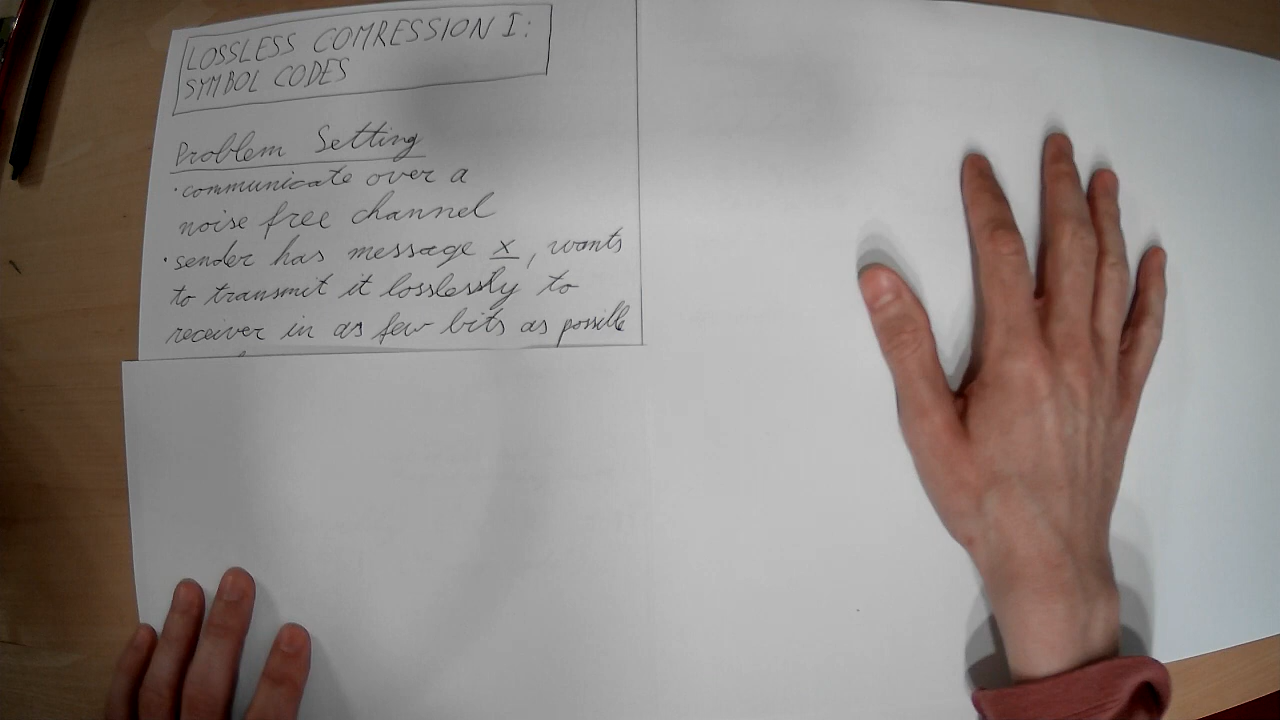 LOSSLESS COMRESSION I:
SYMBOL CODES
Problem Setting
· communicate over a
noise free channel
· sender has message x, wants
to transmit it losslessly to
receiver in as few bits as possible